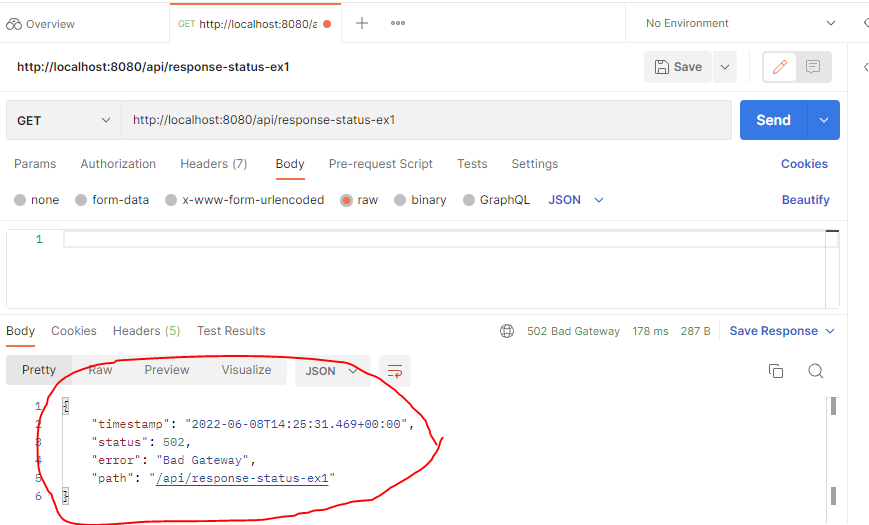 Overview
GET http://localhost:8080/a
No Environment
http://localhost:8080/api/response-status-ex1
Save
GET http://localhost:8080/api/response-status-ex1
Send
Params Authorization Headers (7) Body Pre-request Script Tests Settings Cookies
none form-data x-www-form-urlencoded raw binary GraphQL JSON Beautify
1
Body Cookies Headers (5) Test Results 502 Bad Gateway 178 ms 287 B Save Response
Pretty Raw Preview Visualize JSON
1 {
2 "timestamp": "2022-06-08T14:25:31.469+00:00",
3 "status": 502,
4 "error": "Bad Gateway",
5 "path": "/api/response-status-ex1"
6 }